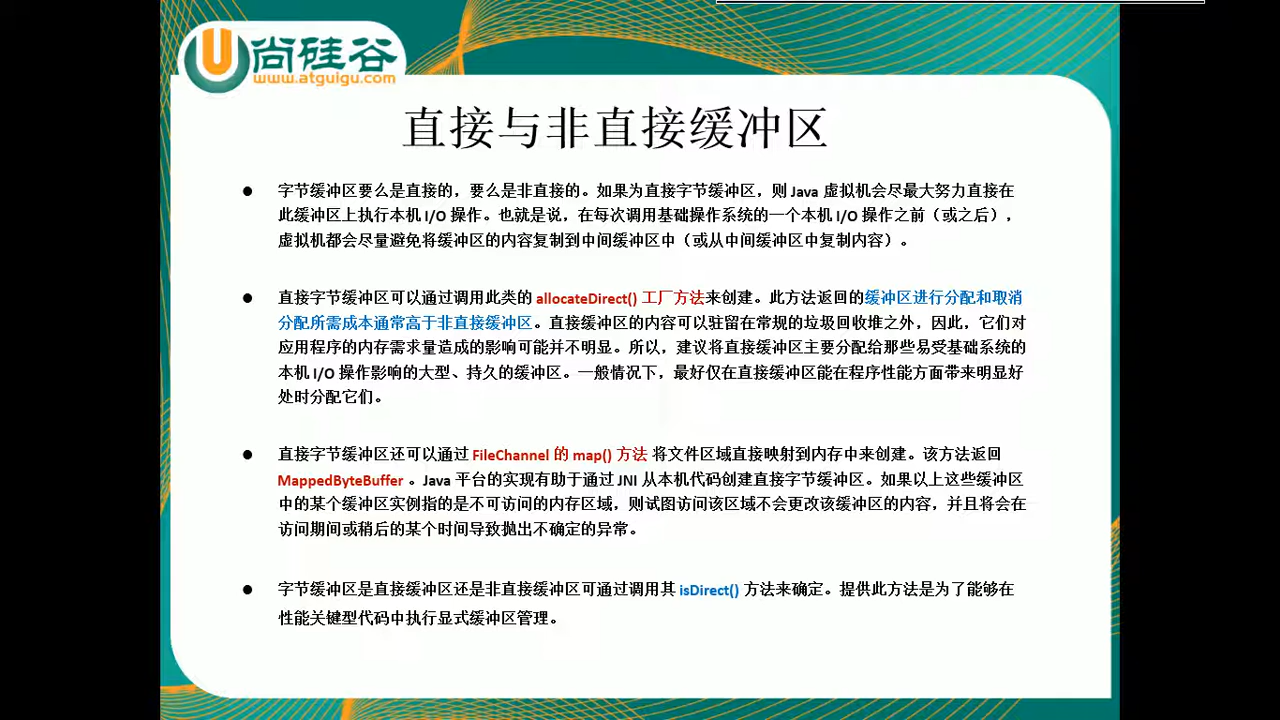 尚硅谷
www.atguigu.com
直接与非直接缓冲区
● 字节缓冲区要么是直接的，要么是非直接的。如果为直接字节缓冲区，则 Java 虚拟机会尽最大努力直接在
此缓冲区上执行本机 I/O 操作。也就是说，在每次调用基础操作系统的一个本机 I/O 操作之前（或之后），
虚拟机都会尽量避免将缓冲区的内容复制到中间缓冲区中（或从中间缓冲区中复制内容）。
● 直接字节缓冲区可以通过调用此类的 allocateDirect() 工厂方法来创建。此方法返回的缓冲区进行分配和取消
分配所需成本通常高于非直接缓冲区。直接缓冲区的内容可以驻留在常规的垃圾回收堆之外，因此，它们对
应用程序的内存需求量造成的影响可能并不明显。所以，建议将直接缓冲区主要分配给那些易受基础系统的
本机 I/O 操作影响的大型、持久的缓冲区。一般情况下，最好仅在直接缓冲区能在程序性能方面带来明显好
处时分配它们。
● 直接字节缓冲区还可以通过 FileChannel 的 map() 方法 将文件区域直接映射到内存中来创建。该方法返回
MappedByteBuffer 。Java 平台的实现有助于通过 JNI 从本机代码创建直接字节缓冲区。如果以上这些缓冲区
中的某个缓冲区实例指的是不可访问的内存区域，则试图访问该区域不会更改该缓冲区的内容，并且将会在
访问期间或稍后的某个时间导致抛出不确定的异常。
● 字节缓冲区是直接缓冲区还是非直接缓冲区可通过调用其 isDirect() 方法来确定。提供此方法是为了能够在
性能关键型代码中执行显式缓冲区管理。